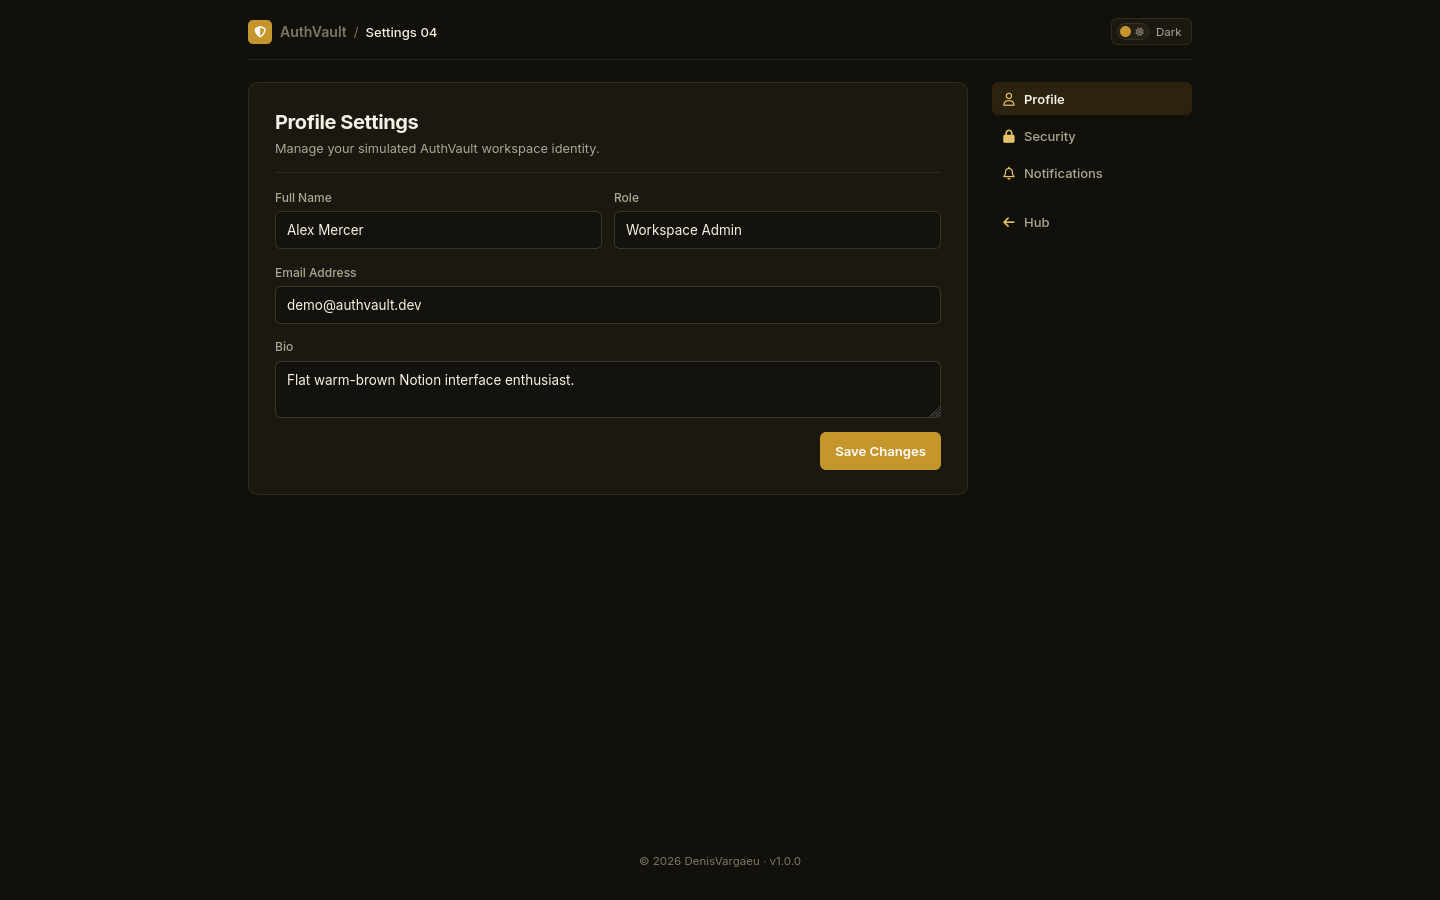 AuthVault / Settings 04
Dark
Profile Settings
Manage your simulated AuthVault workspace identity.
Full Name
Role
Alex Mercer
Workspace Admin
Email Address
demo@authvault.dev
Bio
Flat warm-brown Notion interface enthusiast.
Save Changes
Profile
Security
Notifications
Hub
© 2026 DenisVargaeu · v1.0.0